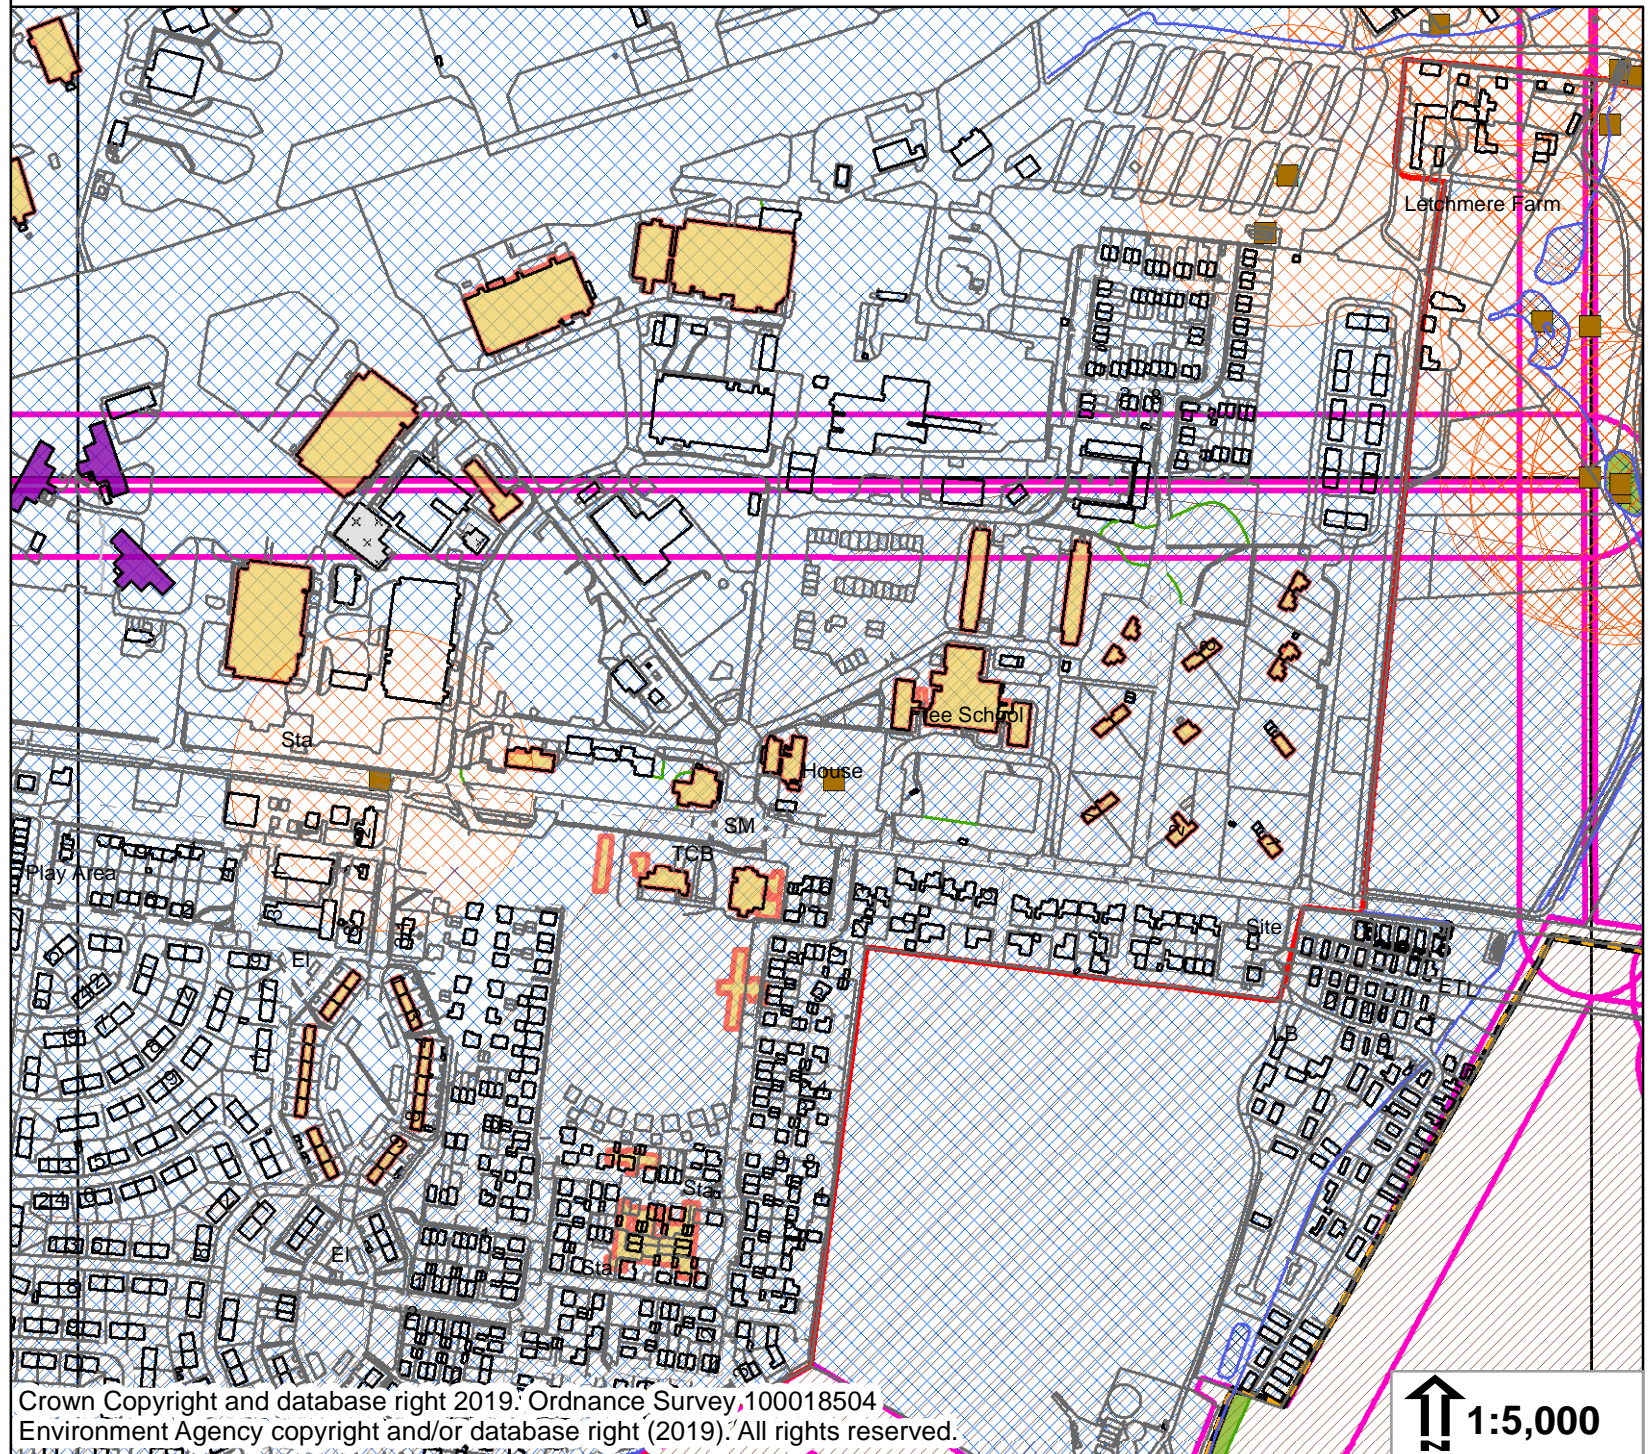 Letchmere Farm
Sta
ee School
House
SM
TCB
Play Area
Site
El
ETL
LB
Sta
El
Sta
Crown Copyright and database right 2019. Ordnance Survey 100018504
Environment Agency copyright and/or database right (2019). All rights reserved.
1:5,000
N